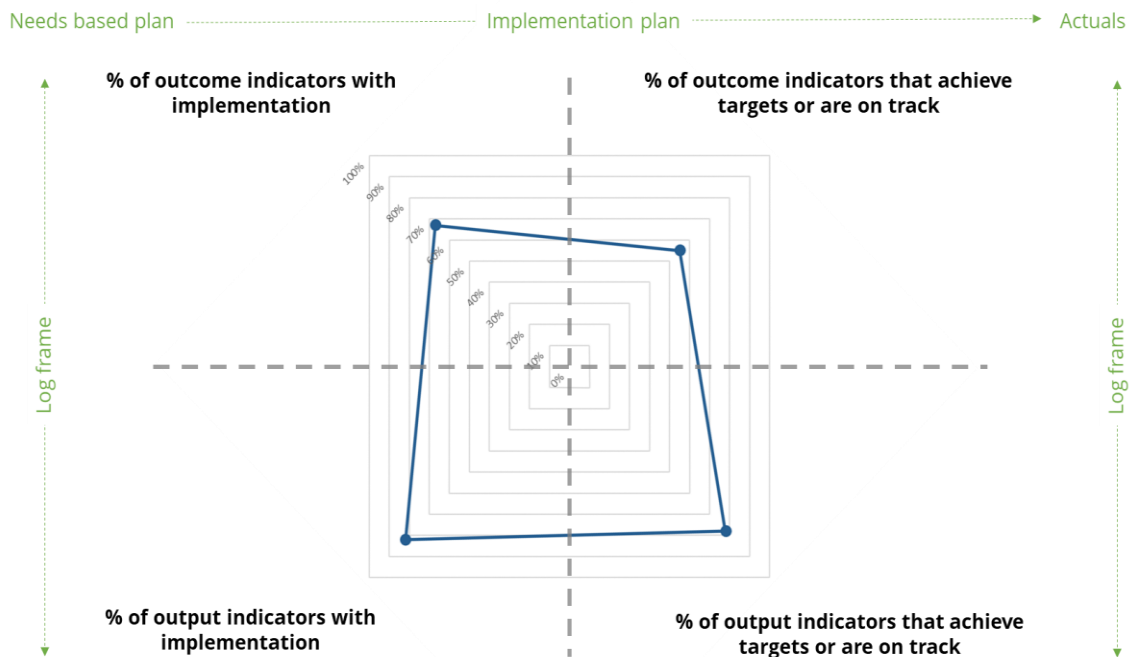 Needs based plan
Implementation plan
Actuals
% of outcome indicators with
implementation
% of outcome indicators that achieve
targets or are on track
100%
90%
80%
70%
60%
50%
40%
30%
20%
10%
0%
Log frame
Log frame
% of output indicators with
implementation
% of output indicators that achieve
targets or are on track